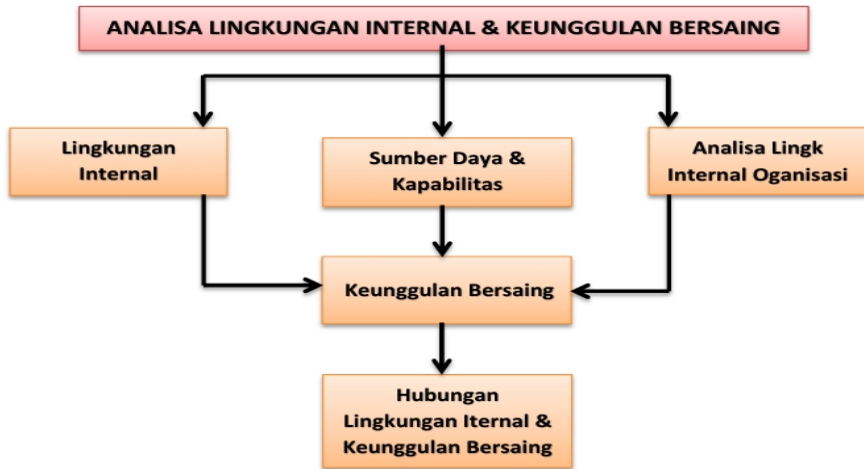 ANALISA LINGKUNGAN INTERNAL & KEUNGGULAN BERSAING
Lingkungan
Internal
Sumber Daya &
Kapabilitas
Analisa Lingk
Internal Oganisasi
Keunggulan Bersaing
Hubungan
Lingkungan Iternal &
Keunggulan Bersaing